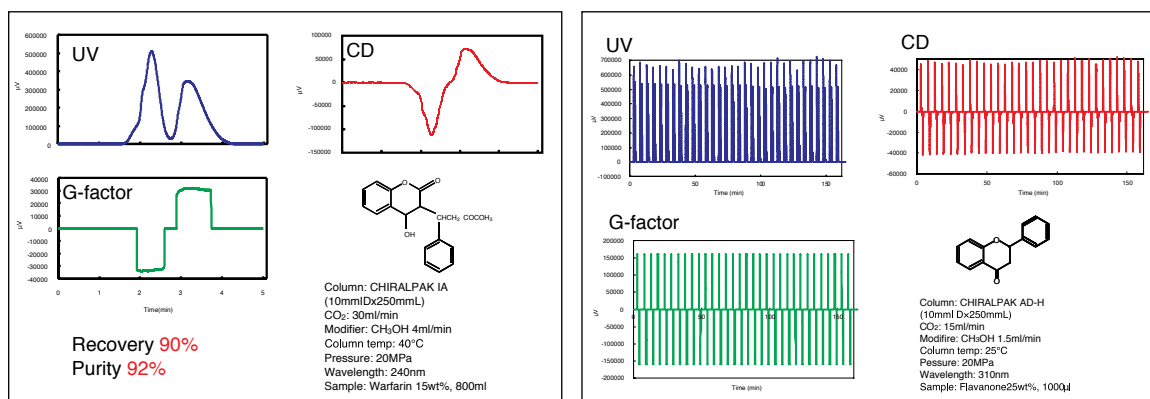 UV
600000
500000
400000
300000
200000
100000
0
µV
CD
100000
50000
0
-50000
-100000
-150000
µV
G-factor
40000
30000
20000
10000
0
-10000
-20000
-30000
-40000
µV
0 1 2 3 4 5
Time(min)
O
O
CHCH₂ COCOH₃
OH
Recovery 90%
Purity 92%
Column: CHIRALPAK IA
(10mmIDx250mmL)
CO₂: 30ml/min
Modifier: CH₃OH 4ml/min
Column temp: 40°C
Pressure: 20MPa
Wavelength: 240nm
Sample: Warfarin 15wt%, 800ml
UV
700000
600000
500000
400000
300000
200000
100000
0
-100000
µV
0 50 100 150
Time (min)
CD
40000
20000
0
-20000
-40000
-60000
µV
0 50 100 150
Time (min)
G-factor
200000
150000
100000
50000
0
-50000
-100000
-150000
-200000
µV
0 50 100 150
Time (min)
O
O
Column: CHIRALPAK AD-H
(10mml D×250mmL)
CO₂: 15ml/min
Modifire: CH₃OH 1.5ml/min
Column temp: 25°C
Pessure: 20MPa
Wavelength: 310nm
Sample: Flavanone25wt%, 1000µl